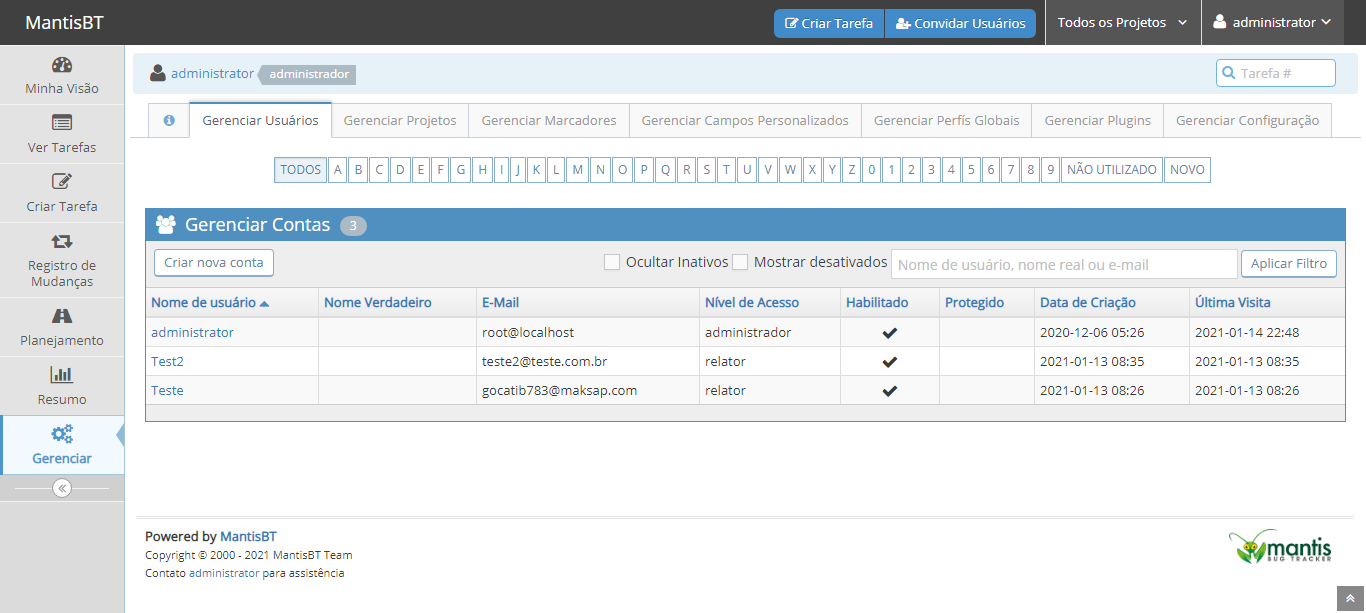 MantisBT
Criar Tarefa
Convidar Usuários
Todos os Projetos
administrator
Minha Visão
Ver Tarefas
Criar Tarefa
Registro de
Mudanças
Planejamento
Resumo
Gerenciar
administrator administrador
Tarefa #
Gerenciar Usuários Gerenciar Projetos Gerenciar Marcadores Gerenciar Campos Personalizados Gerenciar Perfís Globais Gerenciar Plugins Gerenciar Configuração
TODOS A B C D E F G H I J K L M N O P Q R S T U V W X Y Z 0 1 2 3 4 5 6 7 8 9 NÃO UTILIZADO NOVO
Gerenciar Contas 3
Criar nova conta Ocultar Inativos Mostrar desativados Nome de usuário, nome real ou e-mail Aplicar Filtro
Nome de usuário Nome Verdadeiro E-Mail Nível de Acesso Habilitado Protegido Data de Criação Última Visita
administrator root@localhost administrador 2020-12-06 05:26 2021-01-14 22:48
Test2 teste2@teste.com.br relator 2021-01-13 08:35 2021-01-13 08:35
Teste gocatib783@maksap.com relator 2021-01-13 08:26 2021-01-13 08:26
Powered by MantisBT
Copyright © 2000 - 2021 MantisBT Team
Contato administrator para assistência
mantis
BUG TRACKER